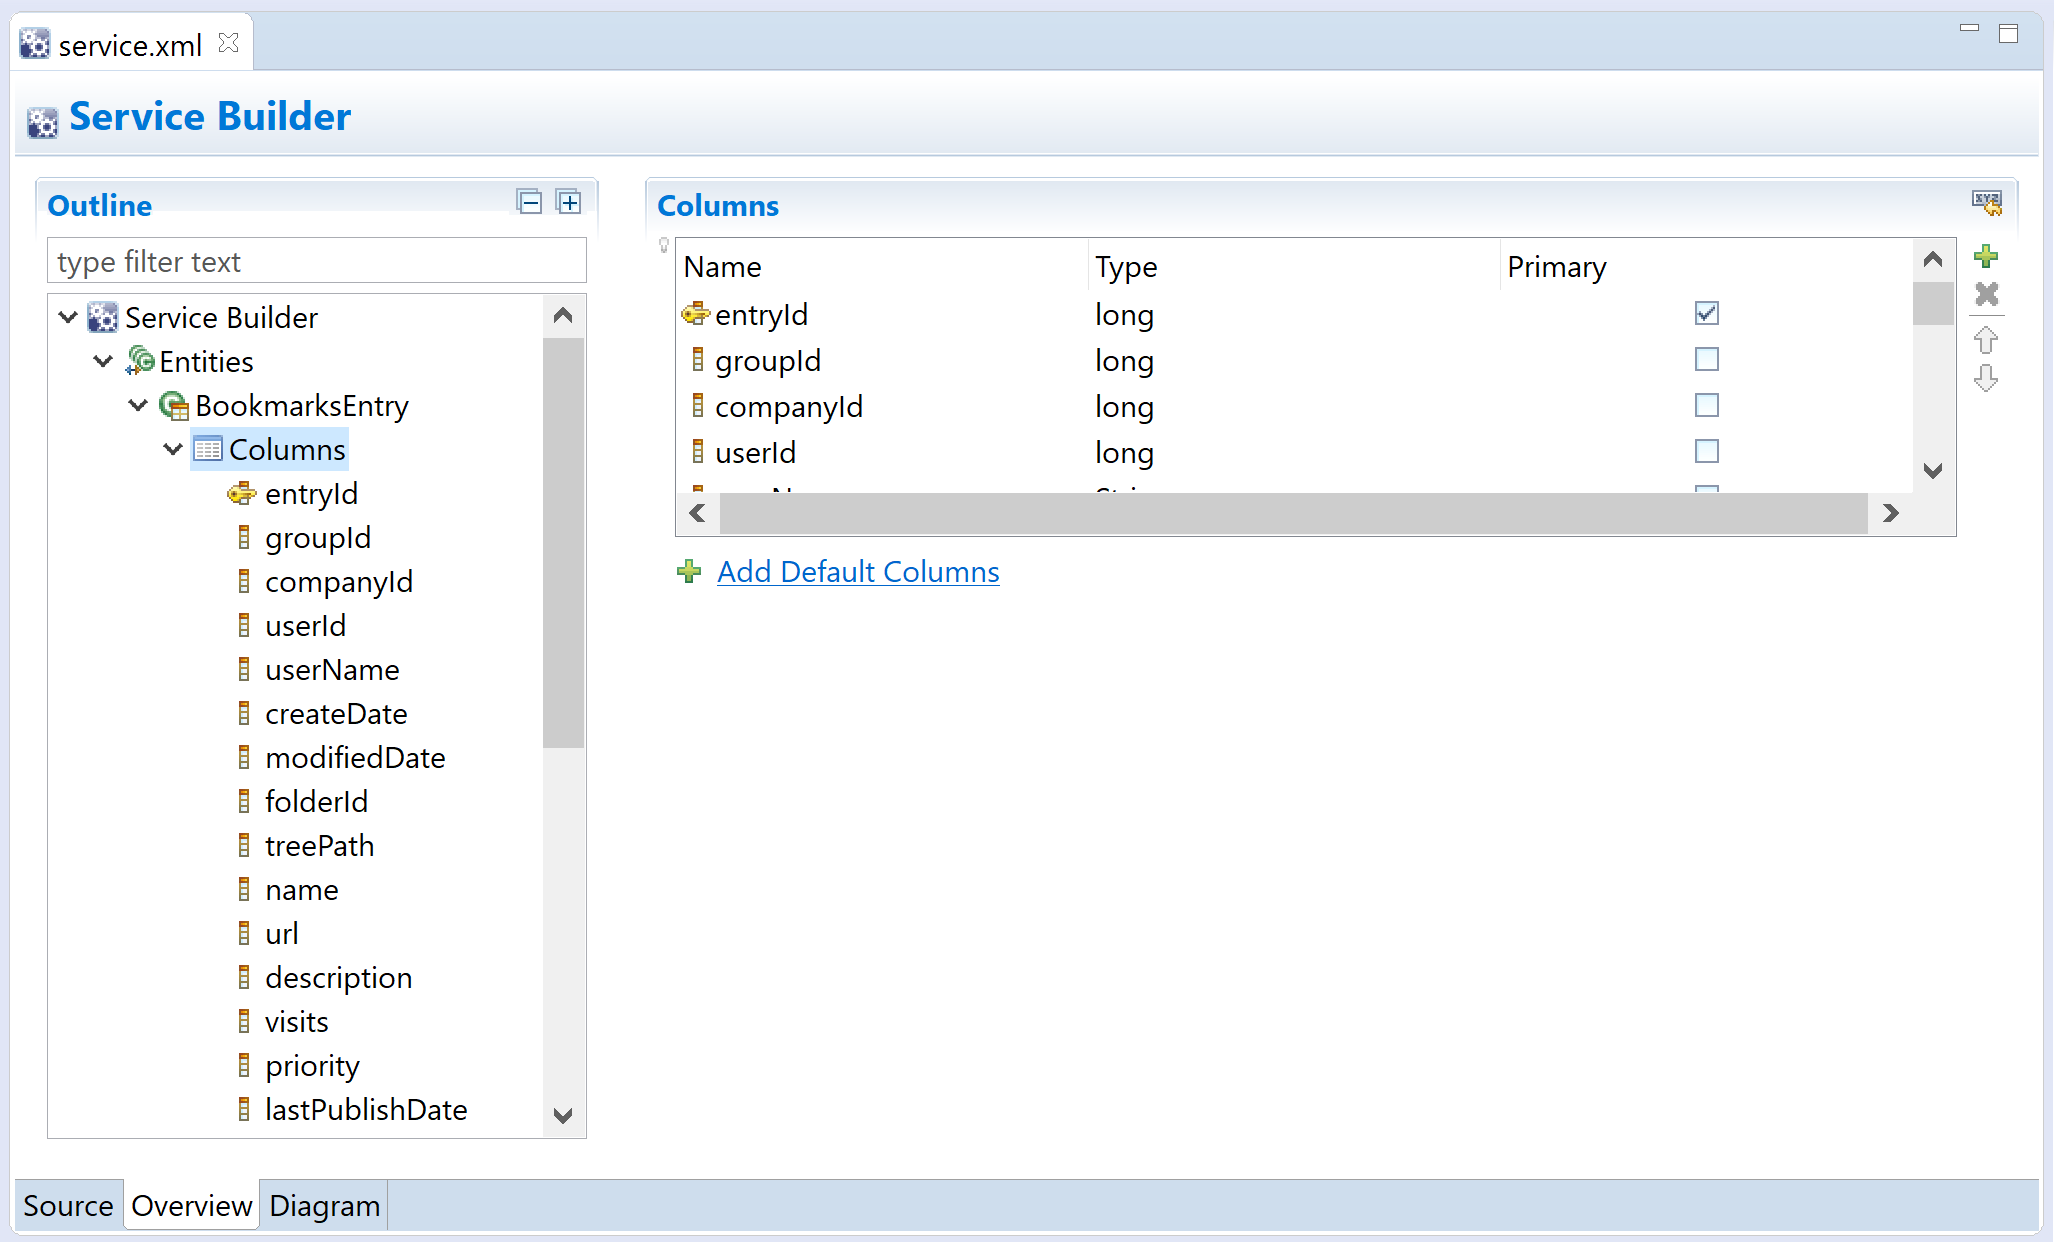 service.xml
Service Builder
Outline
type filter text
Service Builder
Entities
BookmarksEntry
Columns
entryId
groupId
companyId
userId
userName
createDate
modifiedDate
folderId
treePath
name
url
description
visits
priority
lastPublishDate
Columns
Name Type Primary
entryId long
groupId long
companyId long
userId long
Add Default Columns
Source Overview Diagram